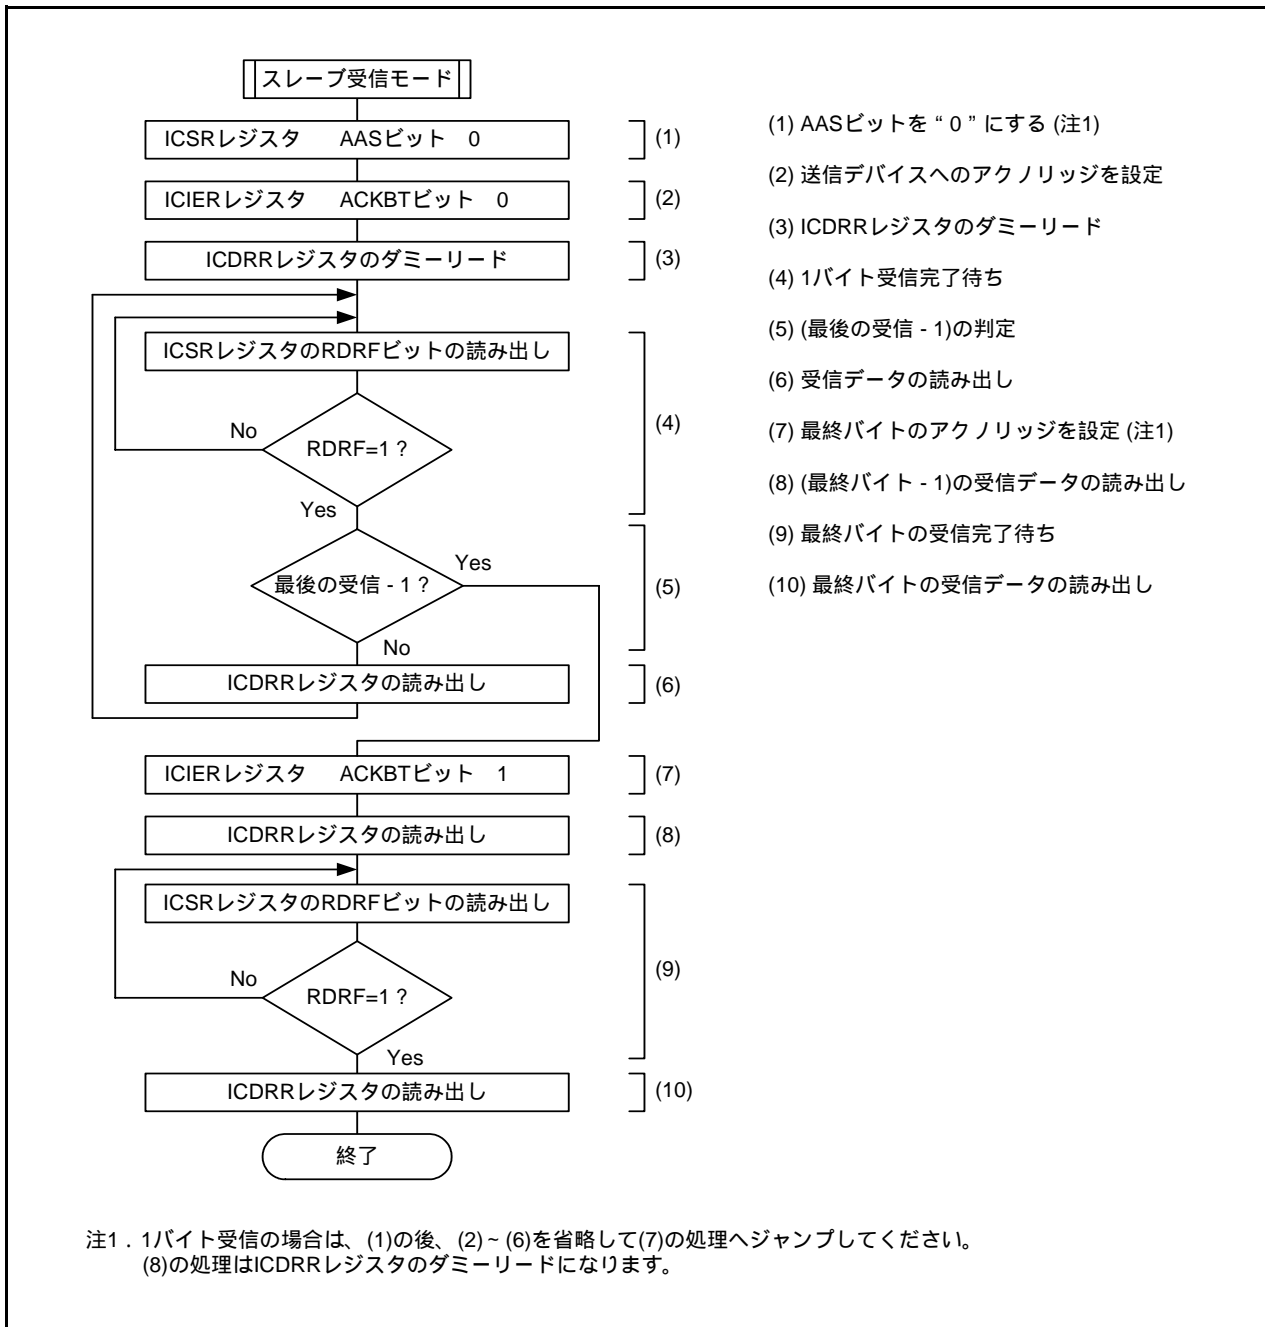 スレーブ受信モード
ICSRレジスタ　AASビット　0
(1)
ICIERレジスタ　ACKBTビット　0
(2)
ICDRRレジスタのダミーリード
(3)
ICSRレジスタのRDRFビットの読み出し
RDRF=1 ?
No
Yes
(4)
最後の受信 - 1 ?
Yes
No
(5)
ICDRRレジスタの読み出し
(6)
ICIERレジスタ　ACKBTビット　1
(7)
ICDRRレジスタの読み出し
(8)
ICSRレジスタのRDRFビットの読み出し
RDRF=1 ?
No
Yes
(9)
ICDRRレジスタの読み出し
(10)
終了
(1) AASビットを “ 0 ” にする (注1)
(2) 送信デバイスへのアクノリッジを設定
(3) ICDRRレジスタのダミーリード
(4) 1バイト受信完了待ち
(5) (最後の受信 - 1)の判定
(6) 受信データの読み出し
(7) 最終バイトのアクノリッジを設定 (注1)
(8) (最終バイト - 1)の受信データの読み出し
(9) 最終バイトの受信完了待ち
(10) 最終バイトの受信データの読み出し
注1．1バイト受信の場合は、(1)の後、(2) ~ (6)を省略して(7)の処理へジャンプしてください。
(8)の処理はICDRRレジスタのダミーリードになります。